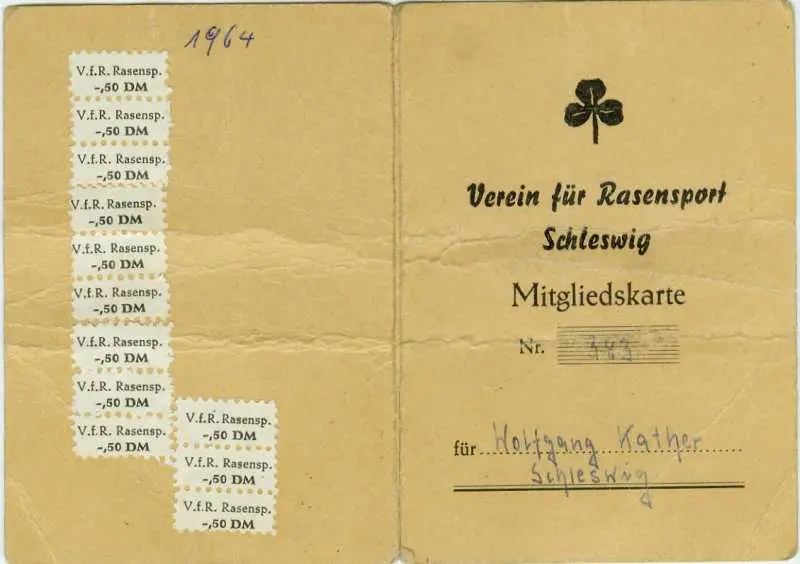 1964
V.f.R. Rasensp.
-,50 DM
V.f.R. Rasensp.
-,50 DM
V.f.R. Rasensp.
-,50 DM
V.f.R. Rasensp.
-,50 DM
V.f.R. Rasensp.
-,50 DM
V.f.R. Rasensp.
-,50 DM
V.f.R. Rasensp.
-,50 DM
V.f.R. Rasensp.
-,50 DM
V.f.R. Rasensp.
-,50 DM
V.f.R. Rasensp.
-,50 DM
V.f.R. Rasensp.
-,50 DM
V.f.R. Rasensp.
-,50 DM
Verein für Rasensport
Schleswig
Mitgliedskarte
Nr. 383
für Wolfgang Kather
Schleswig